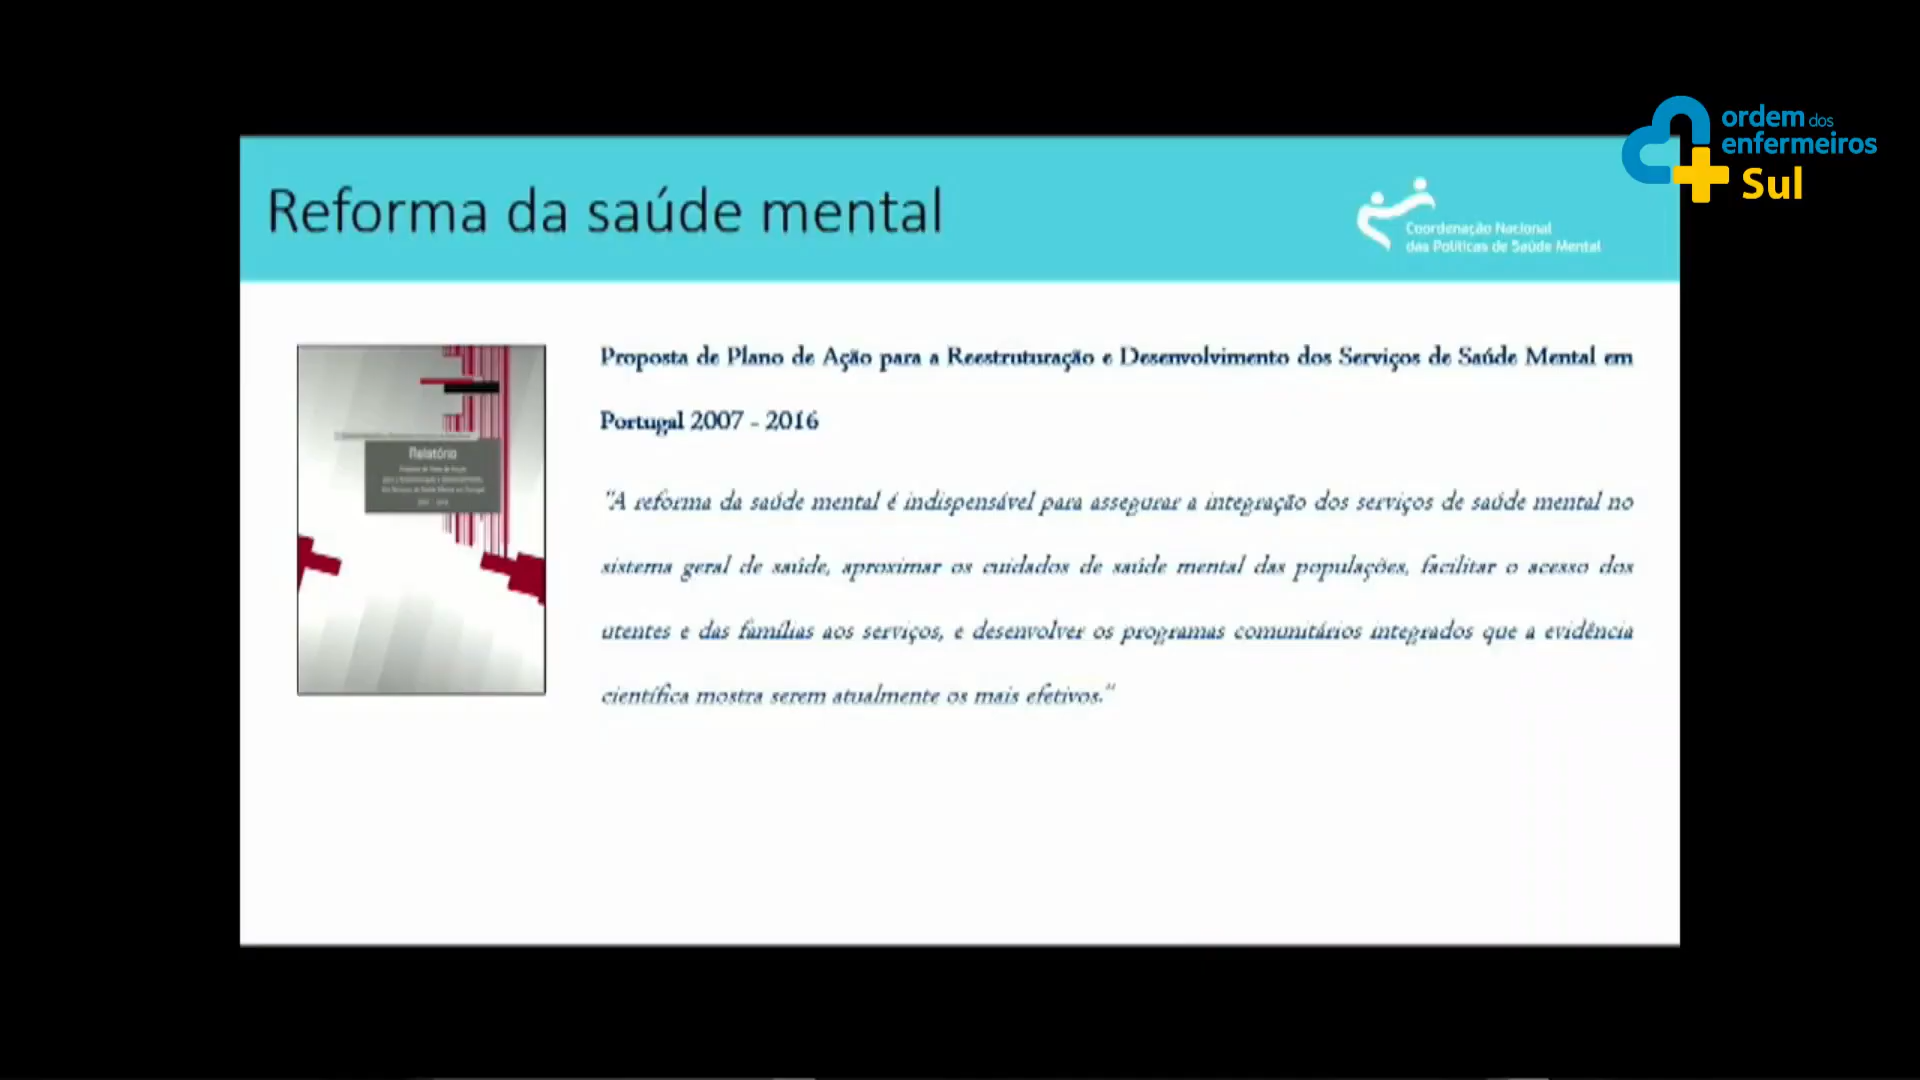 ordem dos
enfermeiros
Sul
Reforma da saúde mental
Coordenação Nacional
das Políticas de Saúde Mental
Proposta de Plano de Ação para a Reestruturação e Desenvolvimento dos Serviços de Saúde Mental em
Portugal 2007 - 2016
Relatório
"A reforma da saúde mental é indispensável para assegurar a integração dos serviços de saúde mental no
sistema geral de saúde, aproximar os cuidados de saúde mental das populações, facilitar o acesso dos
utentes e das famílias aos serviços, e desenvolver os programas comunitários integrados que a evidência
científica mostra serem atualmente os mais efetivos."